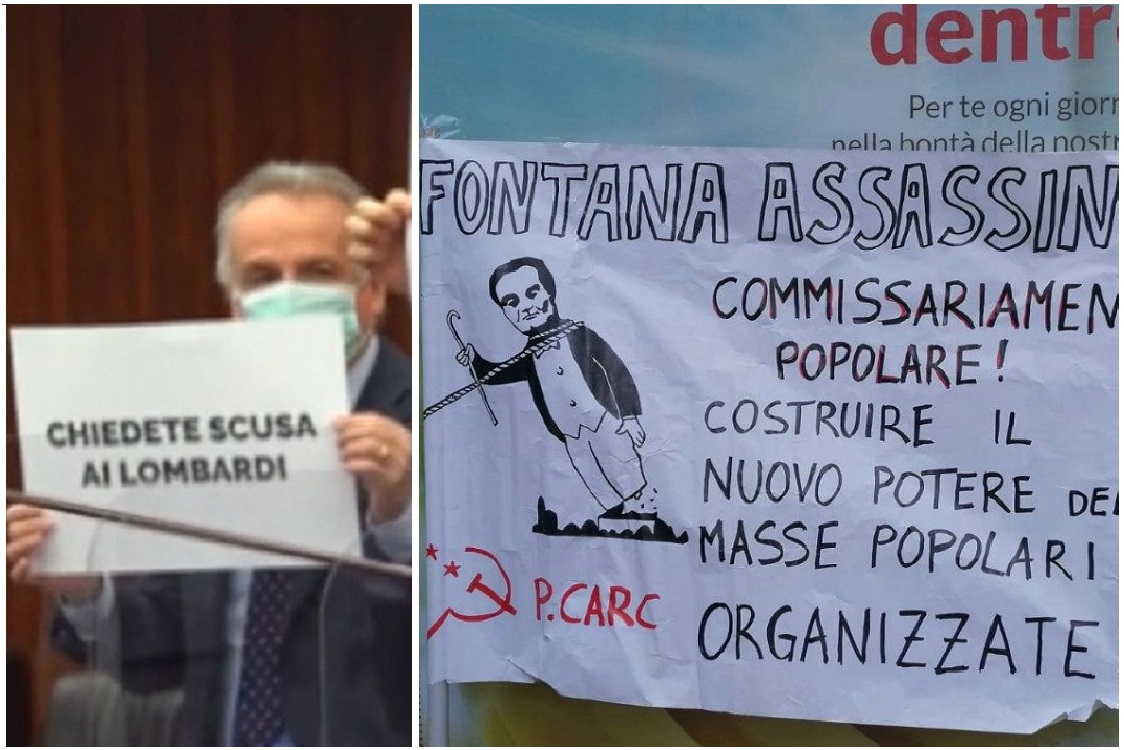 CHIEDETE SCUSA
AI LOMBARDI
dentr
Per te ogni giorn
nella bontà della nostr
FONTANA ASSASSIN
COMMISSARIAMEN
POPOLARE!
COSTRUIRE IL
NUOVO POTERE DEL
MASSE POPOLARI
ORGANIZZATE
P.CARC